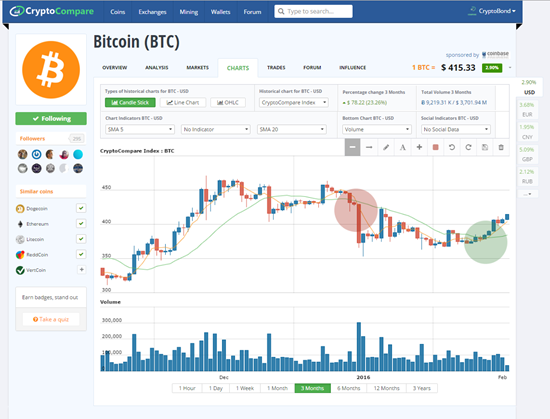 CryptoCompare
Coins Exchanges Mining Wallets Forum
Type to search...
CryptoBond
Bitcoin (BTC)
sponsored by coinbase
OVERVIEW ANALYSIS MARKETS CHARTS TRADES FORUM INFLUENCE
1 BTC = $ 415.33 2.90%
Following
Followers
Similar coins
Dogecoin
Ethereum
Litecoin
ReddCoin
VertCoin
Earn badges, stand out
Take a quiz
Types of historical charts for BTC - USD
Candle Stick Line Chart OHLC
Historical chart for BTC - USD
CryptoCompare Index
Percentage change 3 Months
$ 78.22 (23.26%)
Total Volume 3 Months
Ƀ 9,219.31 K / $ 3,701.94 M
Chart Indicators BTC - USD
SMA 5 No Indicator SMA 20
Bottom Chart BTC - USD
Volume
Social Indicators BTC - USD
No Social Data
2.90%
USD
3.68%
EUR
1.95%
CNY
5.09%
GBP
2.12%
RUB
CryptoCompare Index : BTC
450
400
350
300
Volume
300,000
200,000
100,000
0
Dec 2016 Feb
1 Hour 1 Day 1 Week 1 Month 3 Months 6 Months 12 Months 3 Years